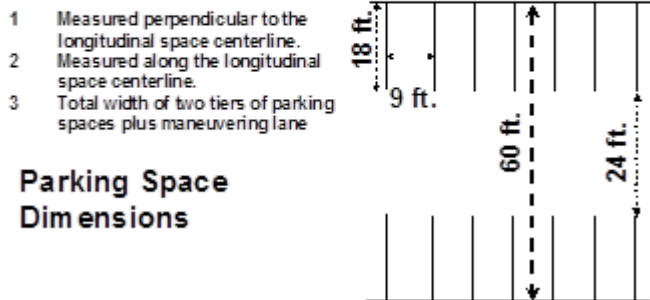 1 Measured perpendicular to the
longitudinal space centerline.
2 Measured along the longitudinal
space centerline.
3 Total width of two tiers of parking
spaces plus maneuvering lane
Parking Space
Dimensions
18 ft.
9 ft.
60 ft.
24 ft.